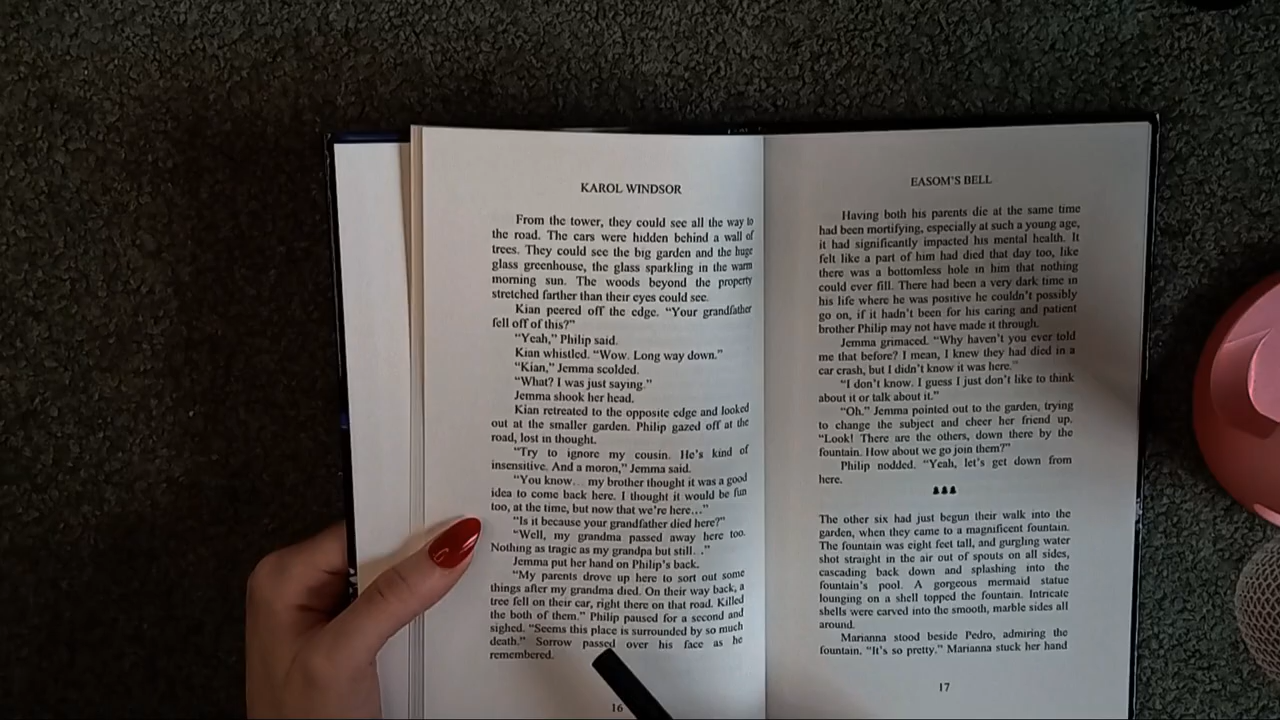 KAROL WINDSOR
From the tower, they could see all the way to
the road. The cars were hidden behind a wall of
trees. They could see the big garden and the huge
glass greenhouse, the glass sparkling in the warm
morning sun. The woods beyond the property
stretched farther than their eyes could see.
Kian peered off the edge. “Your grandfather
fell off of this?”
“Yeah,” Philip said.
Kian whistled. “Wow. Long way down.”
“Kian,” Jemma scolded.
“What? I was just saying.”
Jemma shook her head.
Kian retreated to the opposite edge and looked
out at the smaller garden. Philip gazed off at the
road, lost in thought.
“Try to ignore my cousin. He’s kind of
insensitive. And a moron,” Jemma said.
“You know… my brother thought it was a good
idea to come back here. I thought it would be fun
too, at the time, but now that we’re here…”
“Is it because your grandfather died here?”
“Well, my grandma passed away here too.
Nothing as tragic as my grandpa but still…”
Jemma put her hand on Philip’s back.
“My parents drove up here to sort out some
things after my grandma died. On their way back, a
tree fell on their car, right there on that road. Killed
the both of them.” Philip paused for a second and
sighed. “Seems this place is surrounded by so much
death.” Sorrow passed over his face as he
remembered.
16
EASOM’S BELL
Having both his parents die at the same time
had been mortifying, especially at such a young age,
it had significantly impacted his mental health. It
felt like a part of him had died that day too, like
there was a bottomless hole in him that nothing
could ever fill. There had been a very dark time in
his life where he was positive he couldn’t possibly
go on, if it hadn’t been for his caring and patient
brother Philip may not have made it through.
Jemma grimaced. “Why haven’t you ever told
me that before? I mean, I knew they had died in a
car crash, but I didn’t know it was here.”
“I don’t know. I guess I just don’t like to think
about it or talk about it.”
“Oh.” Jemma pointed out to the garden, trying
to change the subject and cheer her friend up.
“Look! There are the others, down there by the
fountain. How about we go join them?”
Philip nodded. “Yeah, let’s get down from
here.
The other six had just begun their walk into the
garden, when they came to a magnificent fountain.
The fountain was eight feet tall, and gurgling water
shot straight in the air out of spouts on all sides,
cascading back down and splashing into the
fountain’s pool. A gorgeous mermaid statue
lounging on a shell topped the fountain. Intricate
shells were carved into the smooth, marble sides all
around.
Marianna stood beside Pedro, admiring the
fountain. “It’s so pretty.” Marianna stuck her hand
17